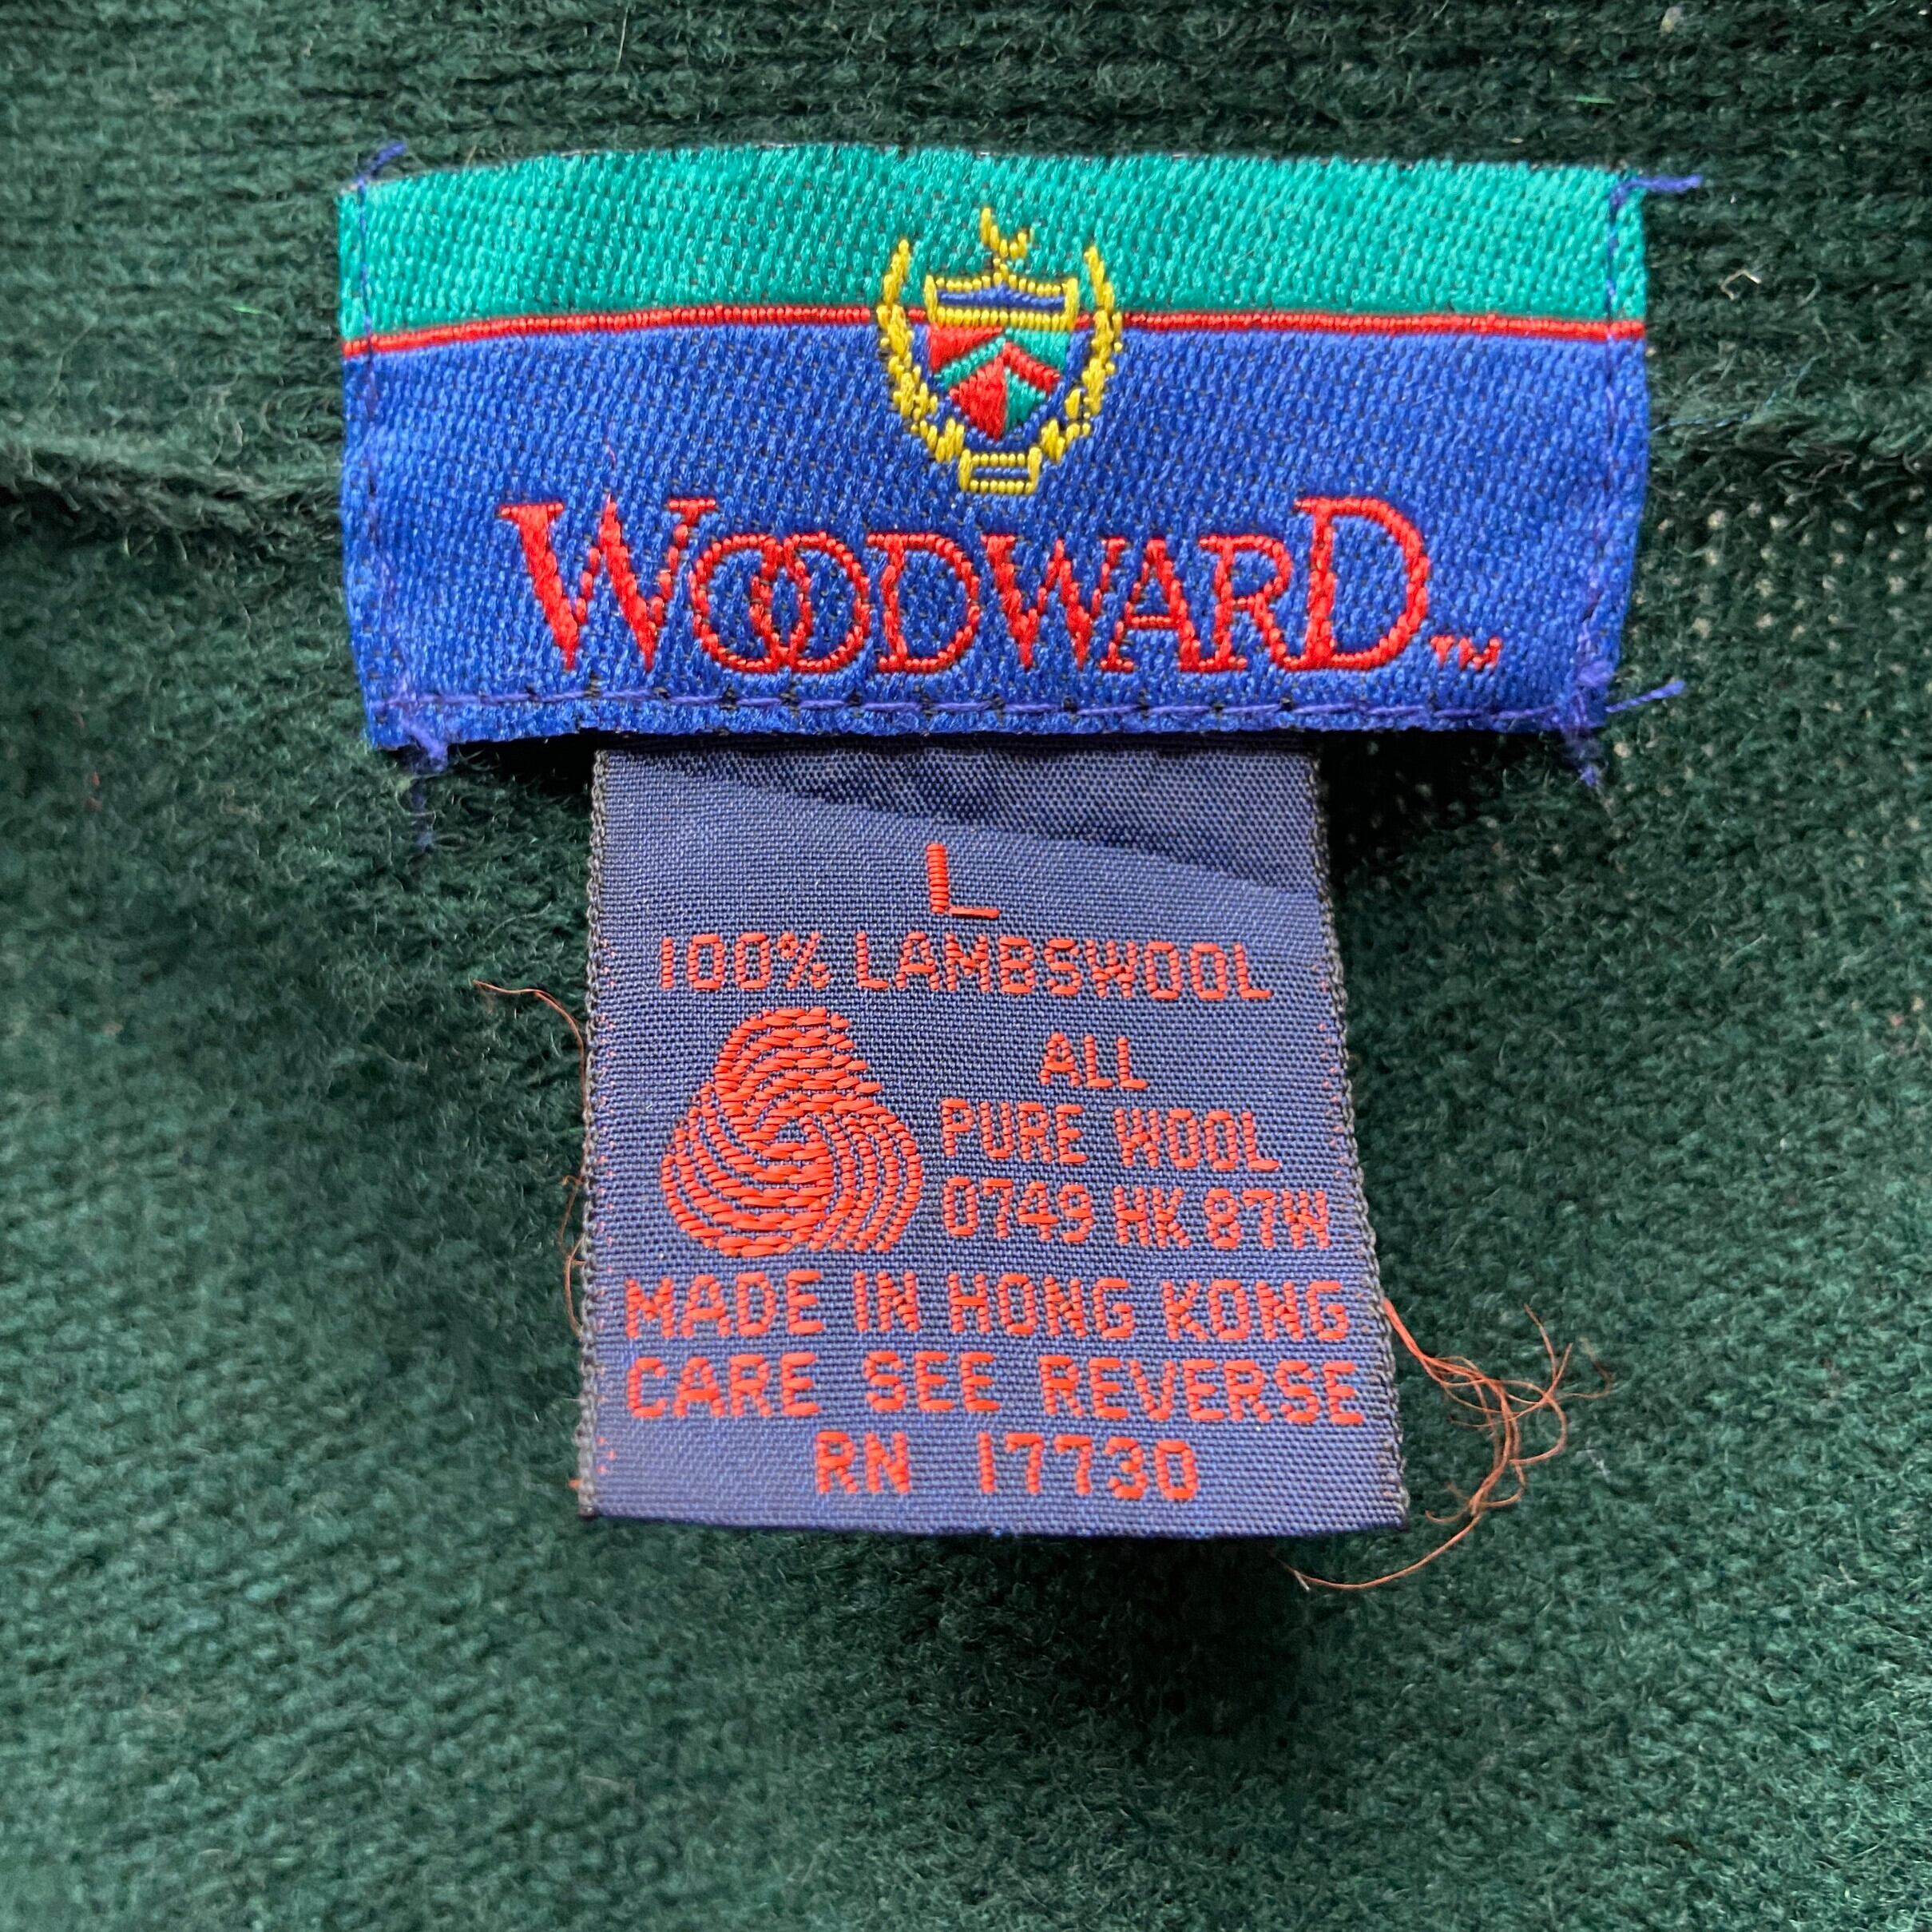 WOODWARD™
L
100% LAMBSWOOL
ALL
PURE WOOL
0749 HK 87W
MADE IN HONG KONG
CARE SEE REVERSE
RN 17730